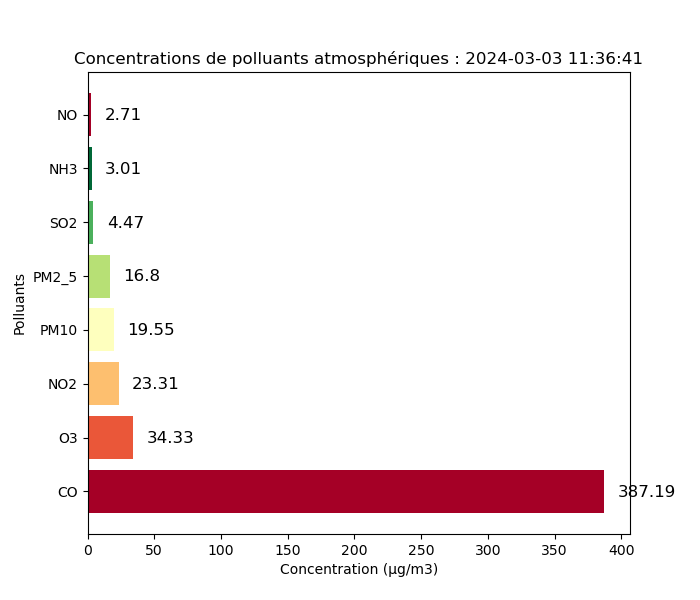 Concentrations de polluants atmosphériques : 2024-03-03 11:36:41
Polluants
NO 2.71
NH3 3.01
SO2 4.47
PM2_5 16.8
PM10 19.55
NO2 23.31
O3 34.33
CO 387.19
0 50 100 150 200 250 300 350 400
Concentration (µg/m3)